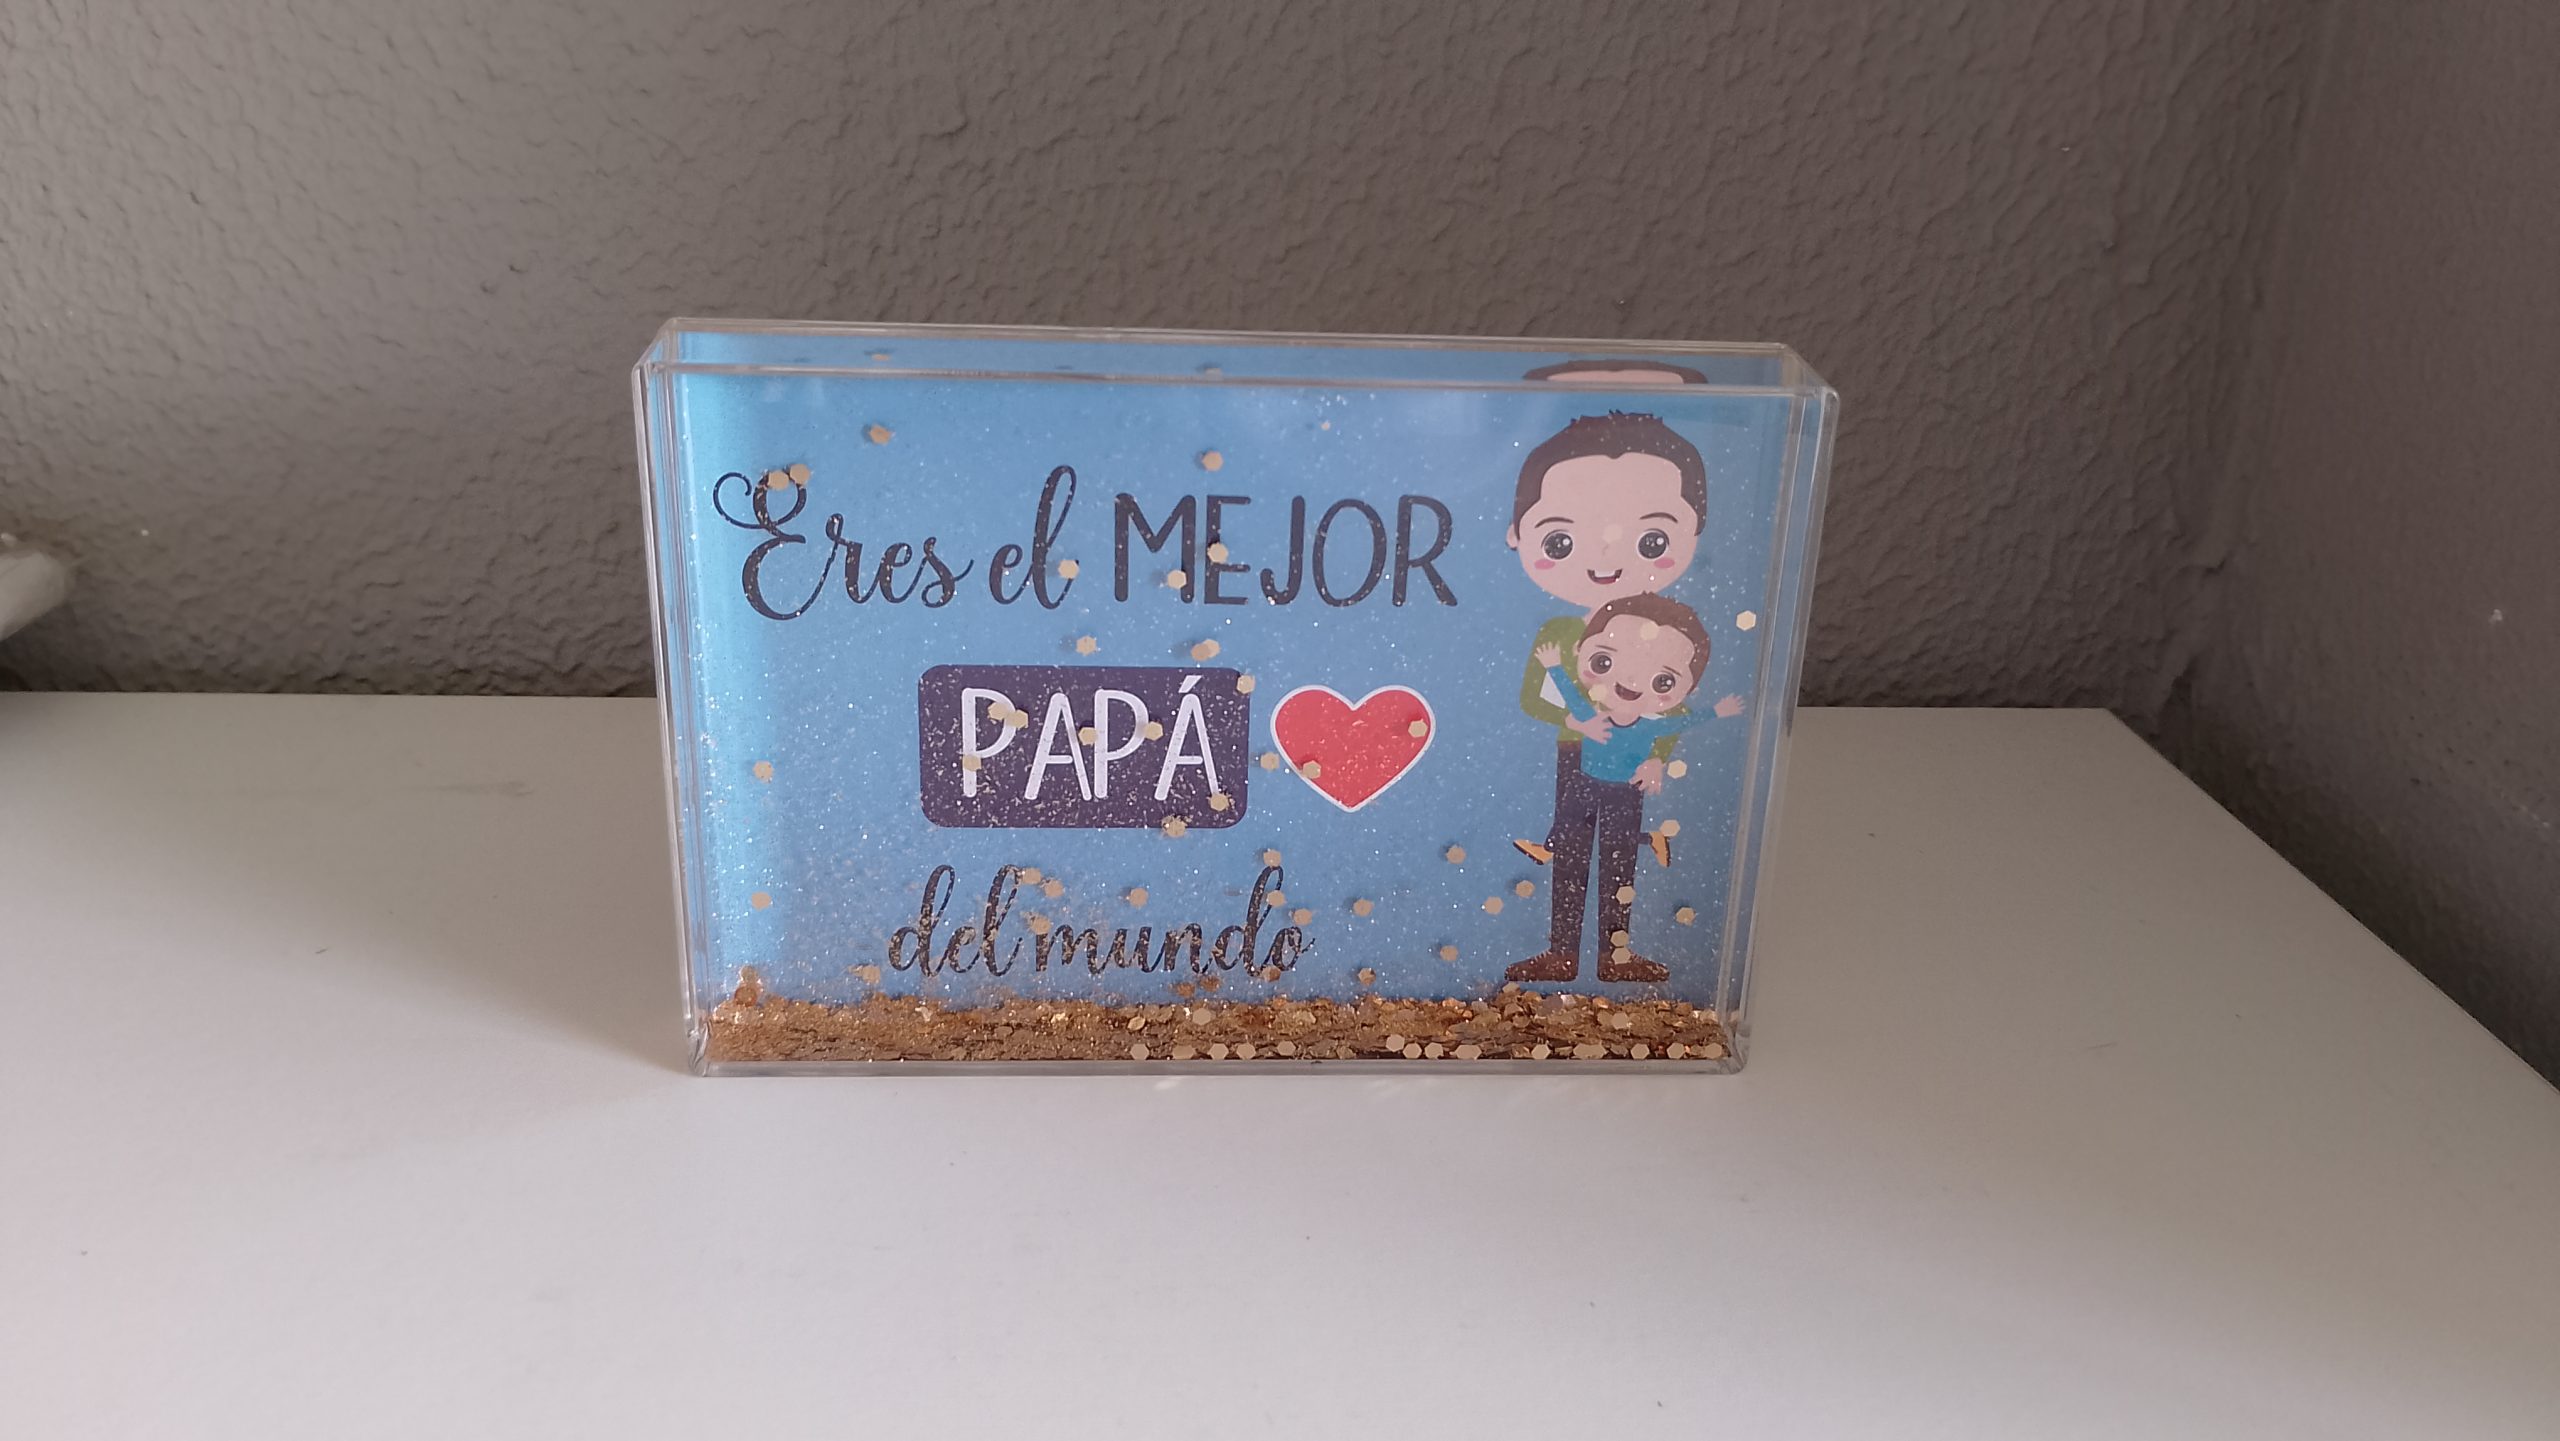 Eres el MEJOR
PAPÁ
del mundo